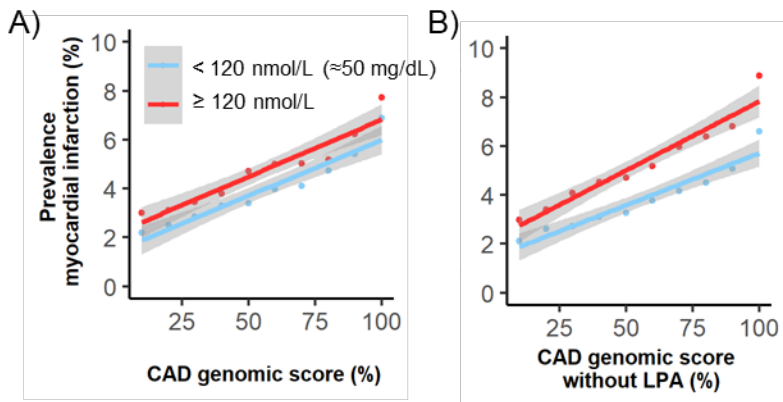 A)
Prevalence
myocardial infarction (%)
10
8
6
4
2
0
< 120 nmol/L (≈50 mg/dL)
≥ 120 nmol/L
25 50 75 100
CAD genomic score (%)
B)
10
8
6
4
2
0
25 50 75 100
CAD genomic score
without LPA (%)